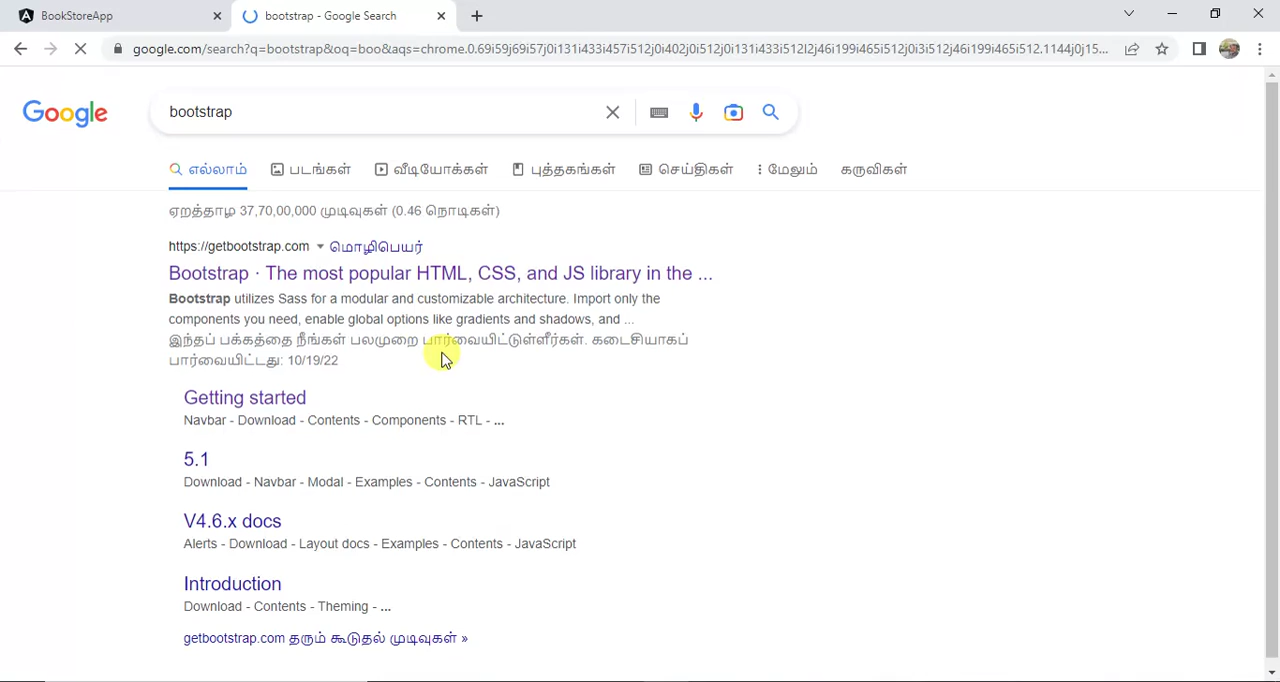 BookStoreApp
bootstrap - Google Search
google.com/search?q=bootstrap&oq=boo&aqs=chrome.0.69i59j69i57j0i131i433i457i512j0i402i0i512j0i131i433i512l2j46i199i465i512j0i3i512j46i199i465i512.1144j0j15...
Google
bootstrap
எல்லாம் படங்கள் வீடியோக்கள் புத்தகங்கள் செய்திகள் மேலும் கருவிகள்
ஏறத்தாழ 37,70,00,000 முடிவுகள் (0.46 நொடிகள்)
https://getbootstrap.com மொழிபெயர்
Bootstrap · The most popular HTML, CSS, and JS library in the ...
Bootstrap utilizes Sass for a modular and customizable architecture. Import only the
components you need, enable global options like gradients and shadows, and ...
இந்தப் பக்கத்தை நீங்கள் பலமுறை பார்வையிட்டுள்ளீர்கள். கடைசியாகப்
பார்வையிட்டது: 10/19/22
Getting started
Navbar - Download - Contents - Components - RTL - ...
5.1
Download - Navbar - Modal - Examples - Contents - JavaScript
V4.6.x docs
Alerts - Download - Layout docs - Examples - Contents - JavaScript
Introduction
Download - Contents - Theming - ...
getbootstrap.com தரும் கூடுதல் முடிவுகள் »